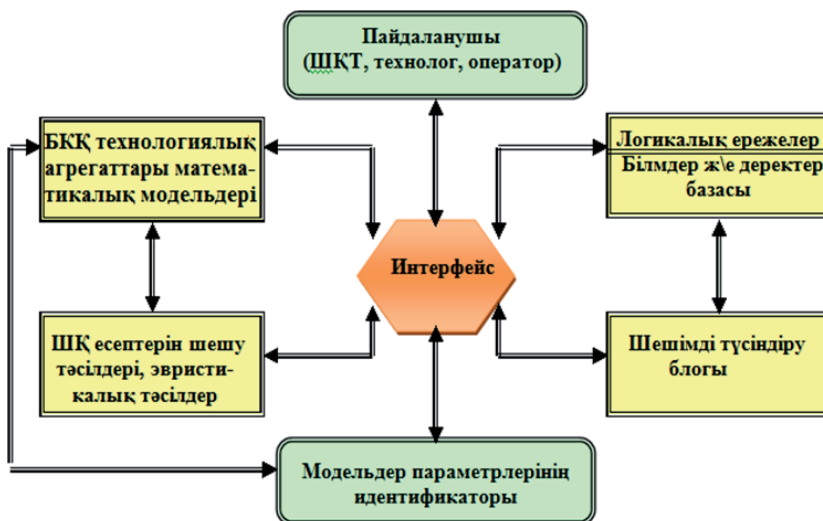 Пайдаланушы
(ШҚТ, технолог, оператор)
БКҚ технологиялық
агрегаттары матема-
тикалық модельдері
Логикалық ережелер
Білмдер ж\е деректер
базасы
Интерфейс
ШҚ есептерін шешу
тәсілдері, эвристи-
калық тәсілдер
Шешімді түсіндіру
блогы
Модельдер параметрлерінің
идентификаторы